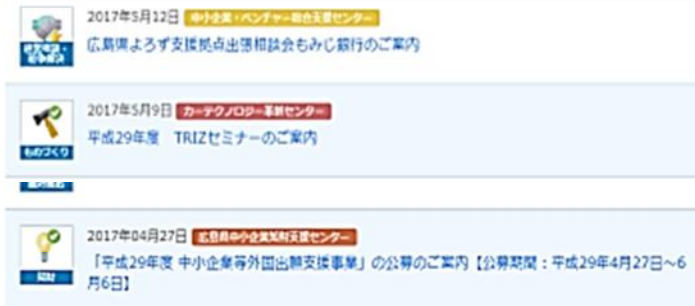 2017年5月12日 中小企業・ベンチャー総合支援センター
広島県よろず支援拠点出張相談会もみじ銀行のご案内
2017年5月9日 カーテクノロジー革新センター
平成29年度 TRIZセミナーのご案内
ものづくり
2017年04月27日 広島県中小企業知財支援センター
「平成29年度 中小企業等外国出願支援事業」の公募のご案内【公募期間：平成29年4月27日～6
月6日】
知財